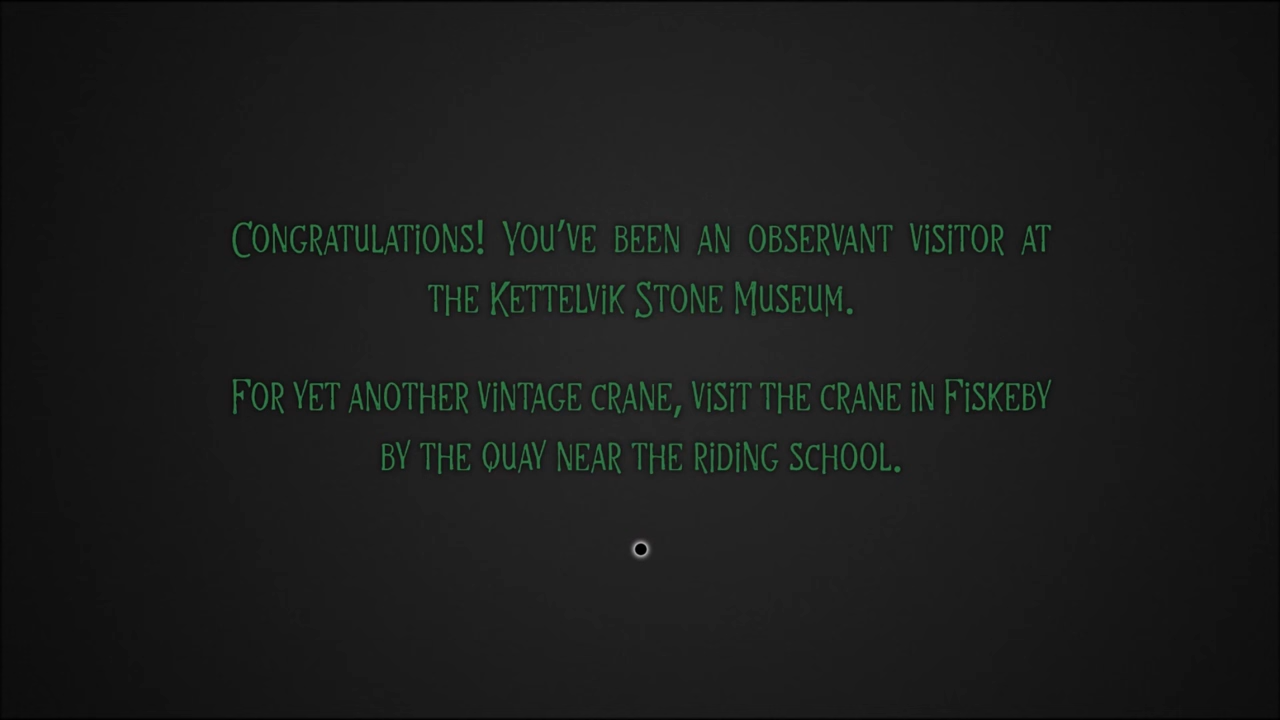 Congratulations! You've been an observant visitor at
the Kettelvik Stone Museum.
For yet another vintage crane, visit the crane in Fiskeby
by the quay near the riding school.